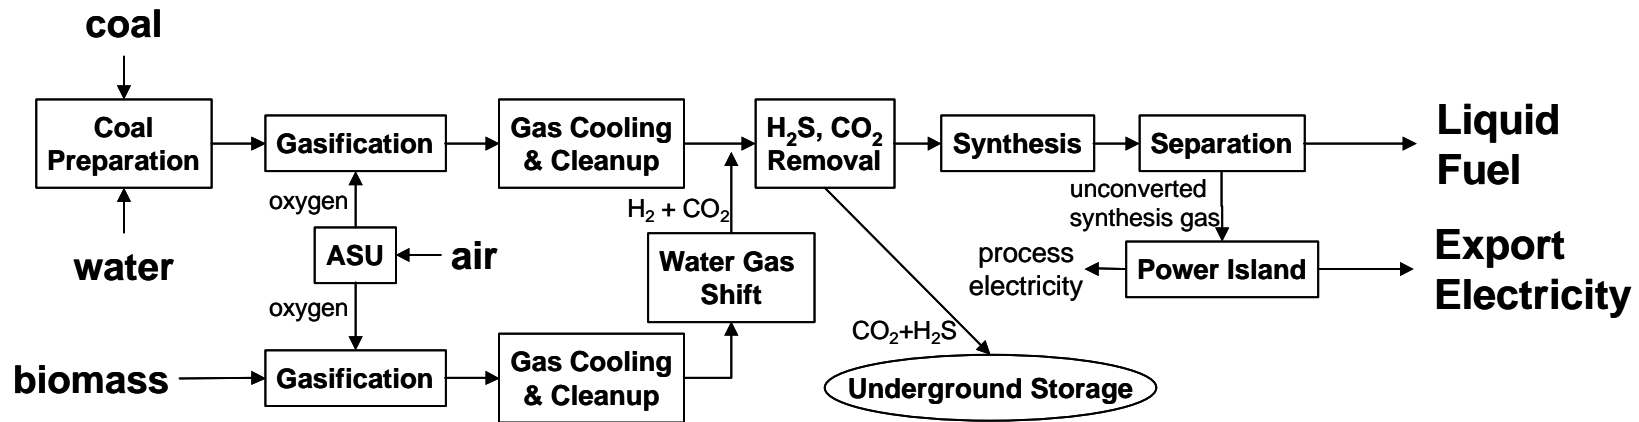 coal
Coal
Preparation
water
Gasification
oxygen
ASU
air
oxygen
biomass
Gasification
Gas Cooling
& Cleanup
Gas Cooling
& Cleanup
H₂ + CO₂
Water Gas
Shift
H₂S, CO₂
Removal
CO₂+H₂S
Underground Storage
Synthesis
Separation
unconverted
synthesis gas
process
electricity
Power Island
Liquid
Fuel
Export
Electricity